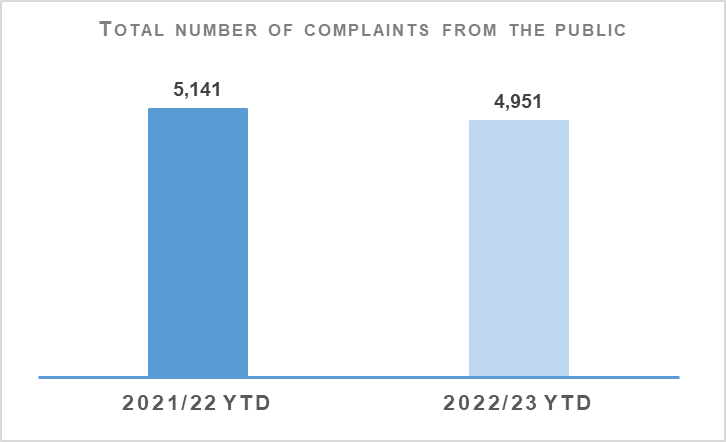 Total number of complaints from the public
5,141
4,951
2021/22 YTD
2022/23 YTD